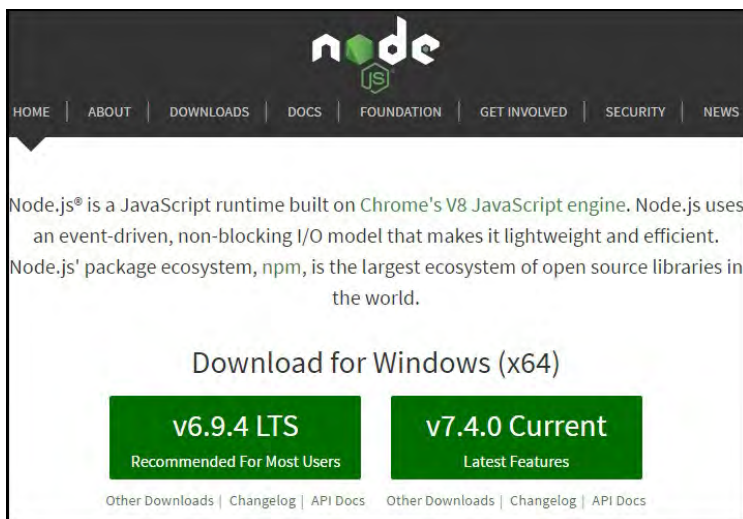 node
JS
HOME | ABOUT | DOWNLOADS | DOCS | FOUNDATION | GET INVOLVED | SECURITY | NEWS
Node.js® is a JavaScript runtime built on Chrome's V8 JavaScript engine. Node.js uses
an event-driven, non-blocking I/O model that makes it lightweight and efficient.
Node.js' package ecosystem, npm, is the largest ecosystem of open source libraries in
the world.
Download for Windows (x64)
v6.9.4 LTS
Recommended For Most Users
v7.4.0 Current
Latest Features
Other Downloads | Changelog | API Docs
Other Downloads | Changelog | API Docs